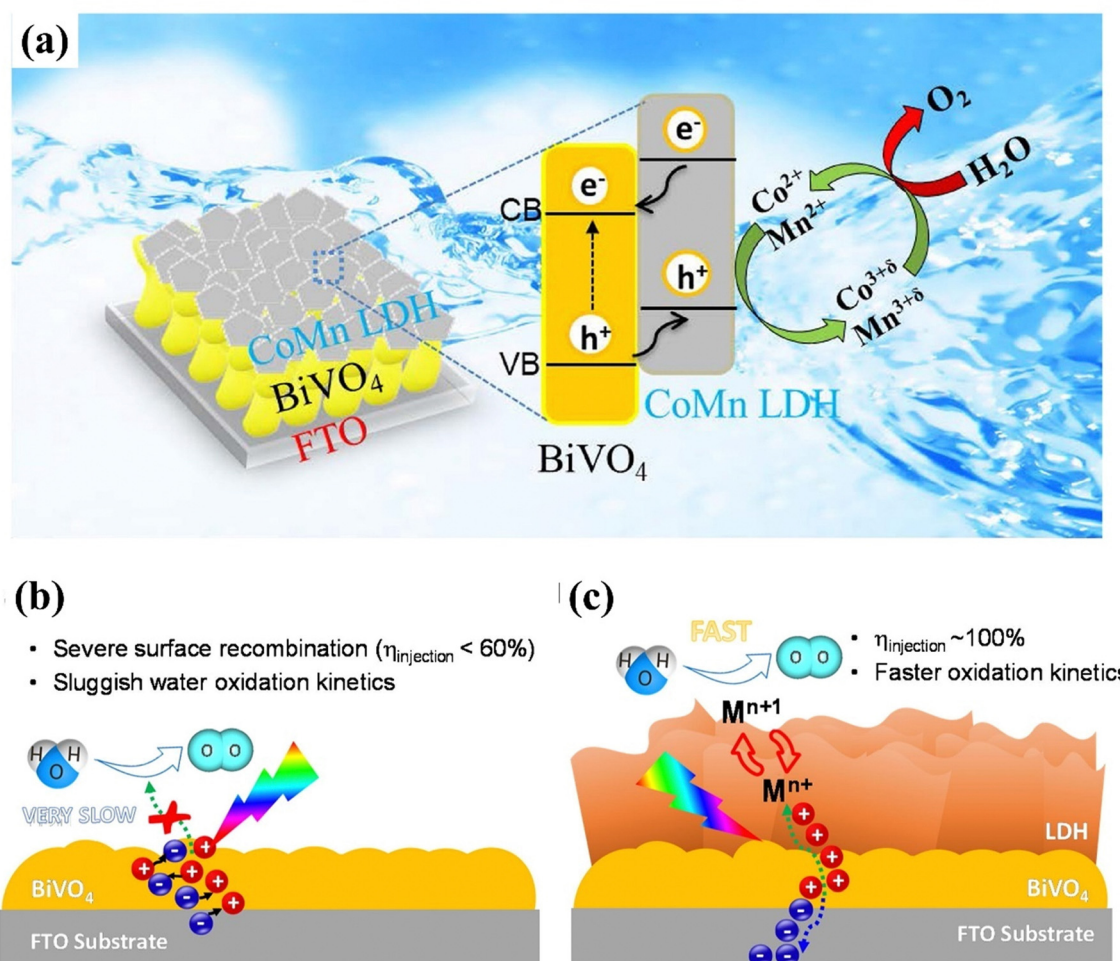 (a)
O₂
H₂O
e⁻
e⁻
CB
Co²⁺
Mn²⁺
h⁺
h⁺
Co³⁺ᵟ
Mn³⁺ᵟ
VB
CoMn LDH
BiVO₄
FTO
CoMn LDH
BiVO₄
(b)
• Severe surface recombination (ηinjection < 60%)
• Sluggish water oxidation kinetics
H H
O
O O
VERY SLOW
BiVO₄
FTO Substrate
(c)
FAST
• ηinjection ~100%
• Faster oxidation kinetics
H H
O
O O
Mⁿ⁺¹
Mⁿ⁺
LDH
BiVO₄
FTO Substrate